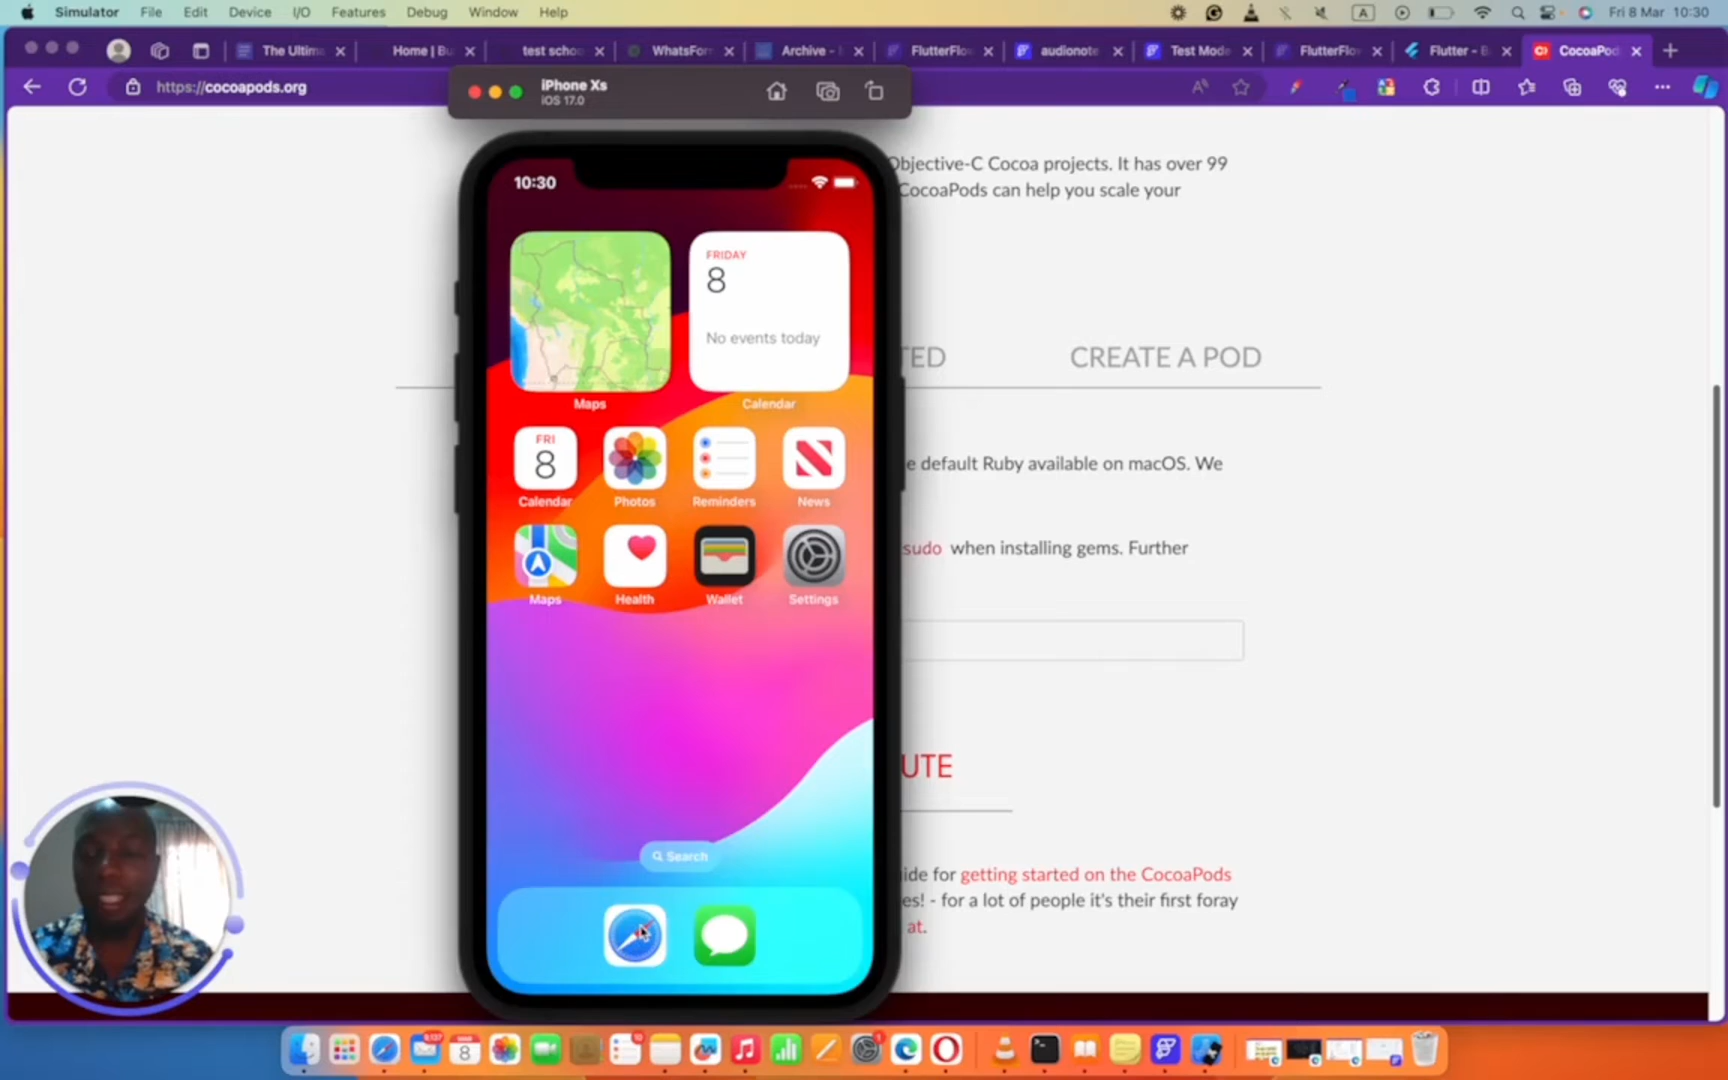 Simulator File Edit Device I/O Features Debug Window Help A Fri 8 Mar 10:30
The Ultim Home | Bu test schoo WhatsFor Archive - FlutterFlo audionote Test Mode FlutterFlo Flutter - B CocoaPod
https://cocoapods.org
iPhone Xs
iOS 17.0
Objective-C Cocoa projects. It has over 99
CocoaPods can help you scale your
10:30
FRIDAY
8
No events today
Maps Calendar
TED CREATE A POD
FRI
8
Calendar Photos Reminders News
e default Ruby available on macOS. We
sudo when installing gems. Further
Maps Health Wallet Settings
UTE
Search
ide for getting started on the CocoaPods
es! - for a lot of people it's their first foray
at.